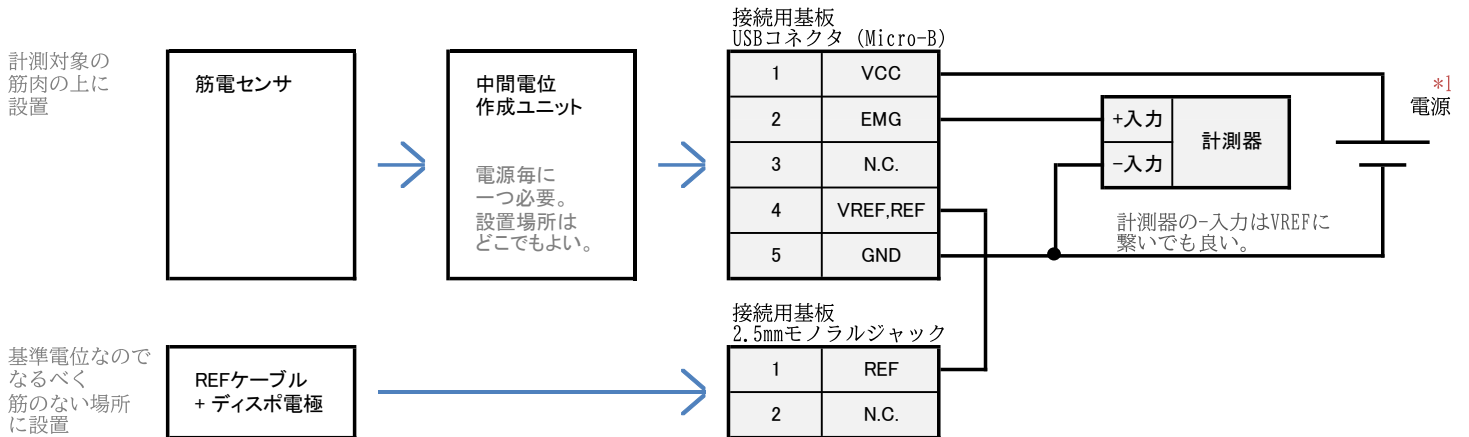 計測対象の
筋肉の上に
設置
筋電センサ
中間電位
作成ユニット
電源毎に
一つ必要。
設置場所は
どこでもよい。
接続用基板
USBコネクタ (Micro-B)
1 VCC
2 EMG
3 N.C.
4 VREF,REF
5 GND
+入力
-入力
計測器
*1
電源
計測器の-入力はVREFに
繋いでも良い。
基準電位なので
なるべく
筋のない場所
に設置
REFケーブル
+ ディスポ電極
接続用基板
2.5mmモノラルジャック
1 REF
2 N.C.